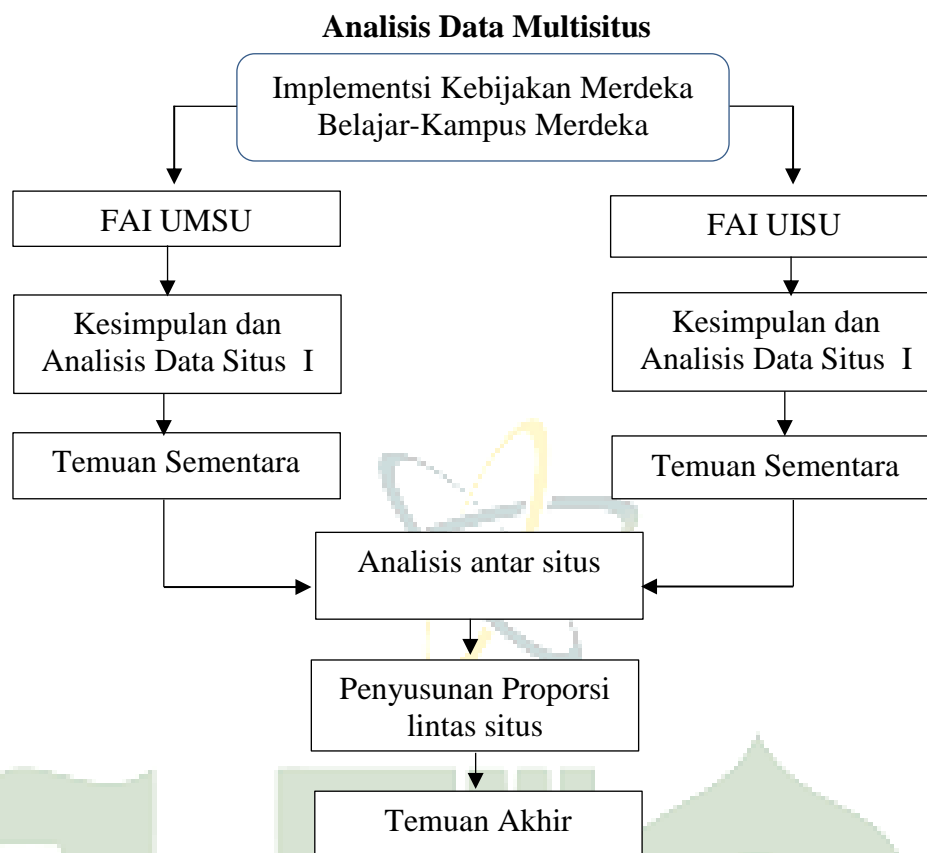 Analisis Data Multisitus
Implementsi Kebijakan Merdeka
Belajar-Kampus Merdeka
FAI UMSU
FAI UISU
Kesimpulan dan
Analisis Data Situs I
Kesimpulan dan
Analisis Data Situs I
Temuan Sementara
Temuan Sementara
Analisis antar situs
Penyusunan Proporsi
lintas situs
Temuan Akhir